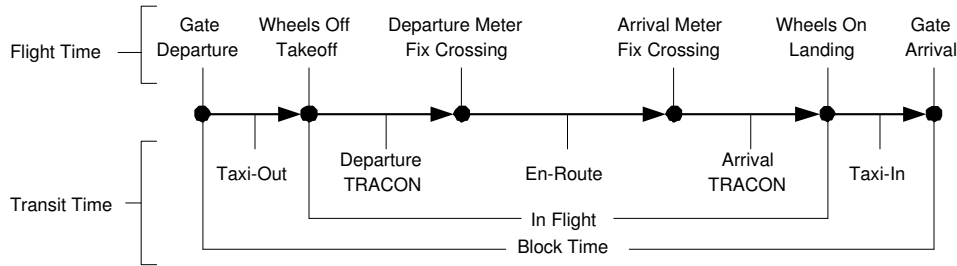 Flight Time
Gate
Departure
Wheels Off
Takeoff
Departure Meter
Fix Crossing
Arrival Meter
Fix Crossing
Wheels On
Landing
Gate
Arrival
Transit Time
Taxi-Out
Departure
TRACON
En-Route
Arrival
TRACON
Taxi-In
In Flight
Block Time